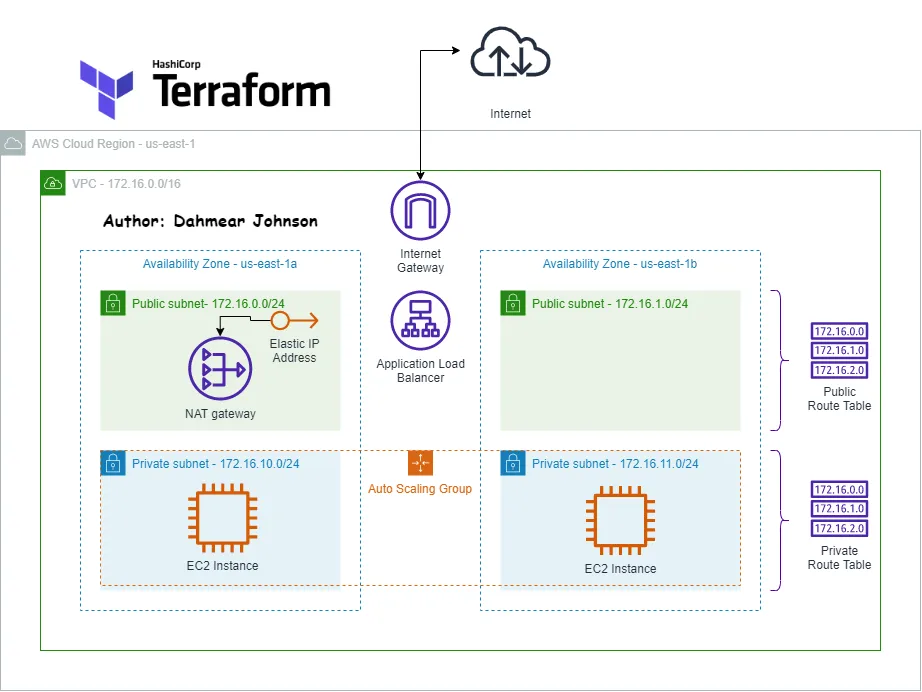 HashiCorp
Terraform
Internet
AWS Cloud Region - us-east-1
VPC - 172.16.0.0/16
Author: Dahmear Johnson
Internet
Gateway
Availability Zone - us-east-1a
Availability Zone - us-east-1b
Public subnet- 172.16.0.0/24
Elastic IP
Address
NAT gateway
Application Load
Balancer
Public subnet - 172.16.1.0/24
172.16.0.0
172.16.1.0
172.16.2.0
Public
Route Table
Private subnet - 172.16.10.0/24
EC2 Instance
Auto Scaling Group
Private subnet - 172.16.11.0/24
EC2 Instance
172.16.0.0
172.16.1.0
172.16.2.0
Private
Route Table